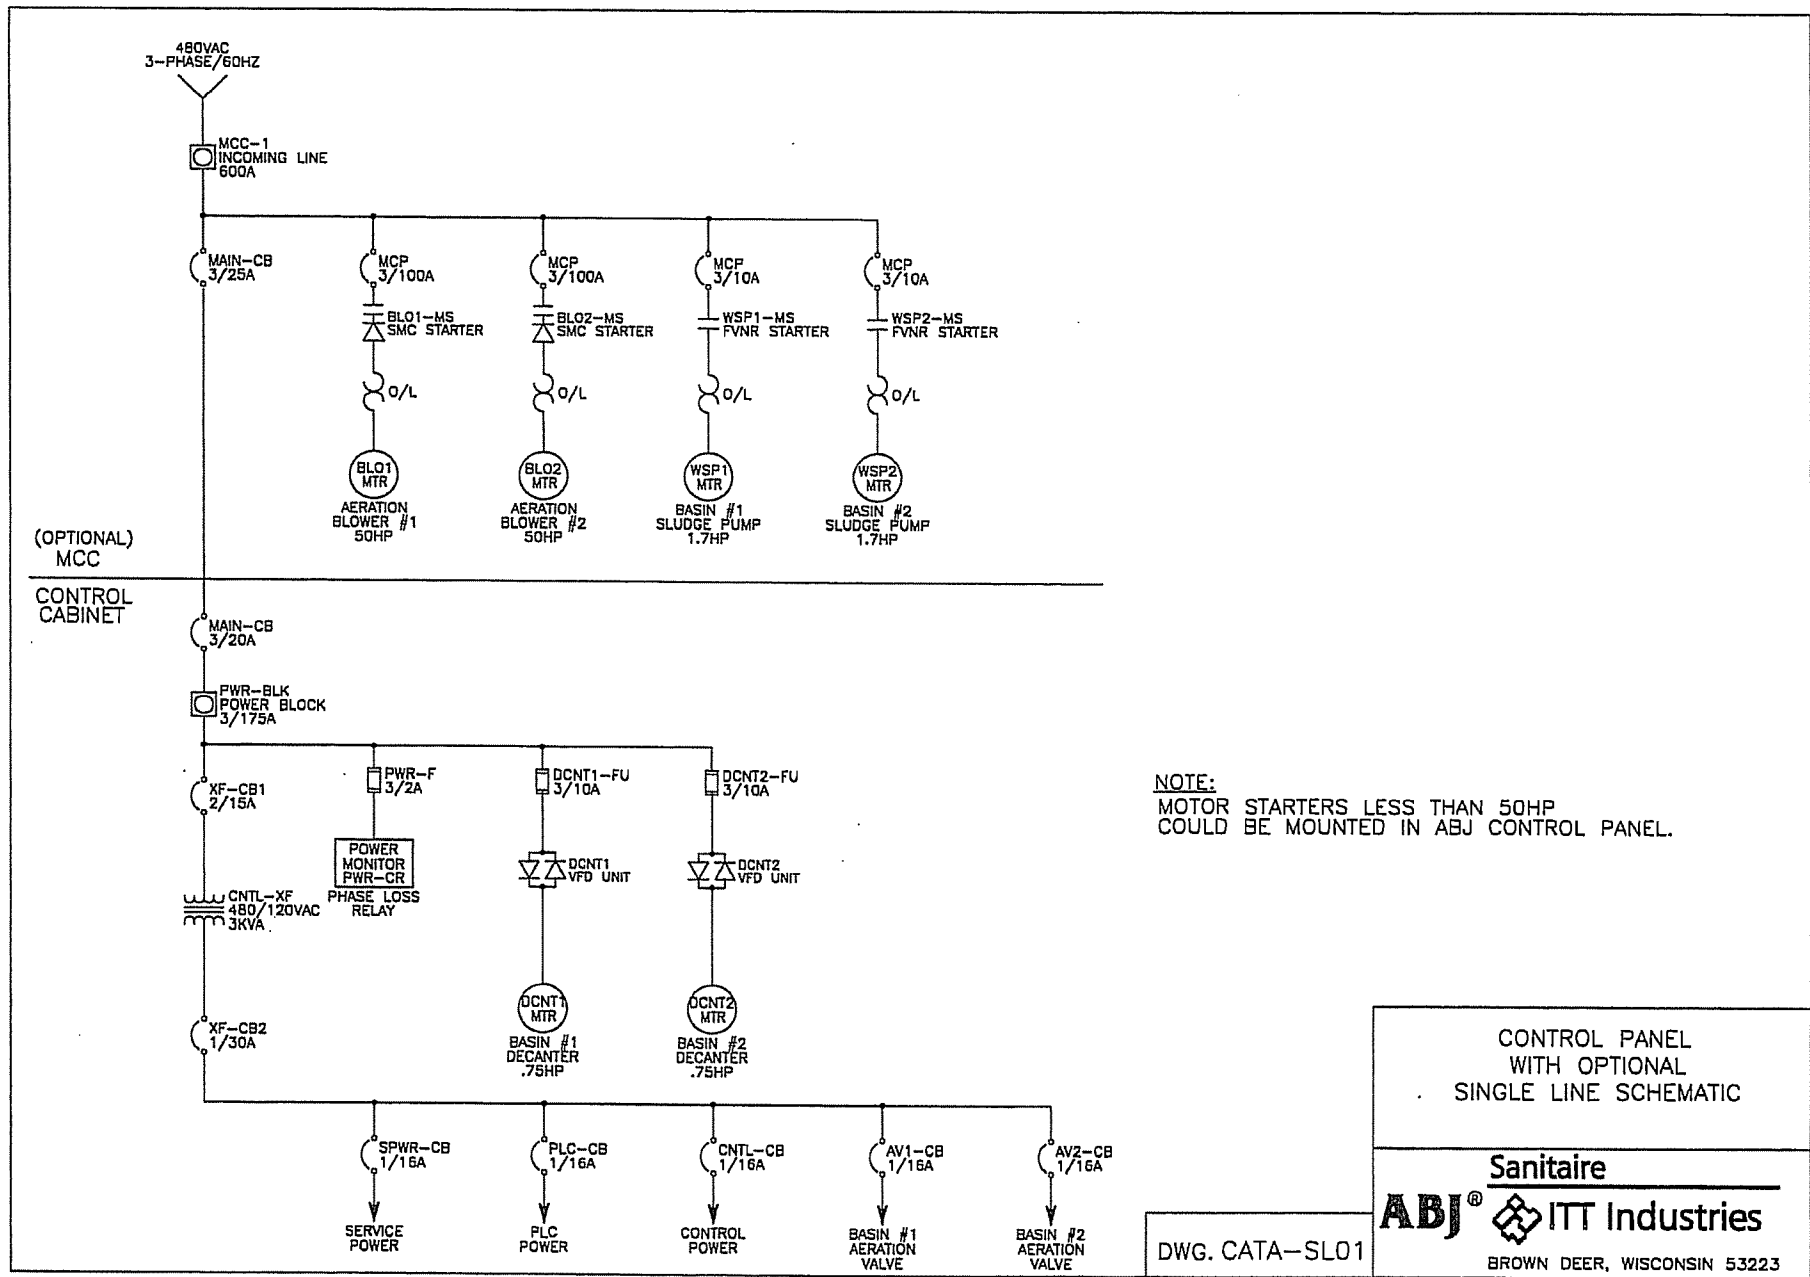 480VAC
3-PHASE/60HZ
MCC-1
INCOMING LINE
600A
MAIN-CB
3/25A
MCP
3/100A
MCP
3/100A
MCP
3/10A
MCP
3/10A
BLO1-MS
SMC STARTER
BLO2-MS
SMC STARTER
WSP1-MS
FVNR STARTER
WSP2-MS
FVNR STARTER
O/L
O/L
O/L
O/L
BLO1
MTR
BLO2
MTR
WSP1
MTR
WSP2
MTR
AERATION
BLOWER #1
50HP
AERATION
BLOWER #2
50HP
BASIN #1
SLUDGE PUMP
1.7HP
BASIN #2
SLUDGE PUMP
1.7HP
(OPTIONAL)
MCC
CONTROL
CABINET
MAIN-CB
3/20A
PWR-BLK
POWER BLOCK
3/175A
XF-CB1
2/15A
PWR-F
3/2A
DCNT1-FU
3/10A
DCNT2-FU
3/10A
POWER
MONITOR
PWR-CR
PHASE LOSS
RELAY
DCNT1
VFD UNIT
DCNT2
VFD UNIT
CNTL-XF
480/120VAC
3KVA
DCNT1
MTR
DCNT2
MTR
BASIN #1
DECANTER
.75HP
BASIN #2
DECANTER
.75HP
XF-CB2
1/30A
SPWR-CB
1/16A
PLC-CB
1/16A
CNTL-CB
1/16A
AV1-CB
1/16A
AV2-CB
1/16A
SERVICE
POWER
PLC
POWER
CONTROL
POWER
BASIN #1
AERATION
VALVE
BASIN #2
AERATION
VALVE
NOTE:
MOTOR STARTERS LESS THAN 50HP
COULD BE MOUNTED IN ABJ CONTROL PANEL.
CONTROL PANEL
WITH OPTIONAL
SINGLE LINE SCHEMATIC
Sanitaire
ABJ® ITT Industries
BROWN DEER, WISCONSIN 53223
DWG. CATA-SL01